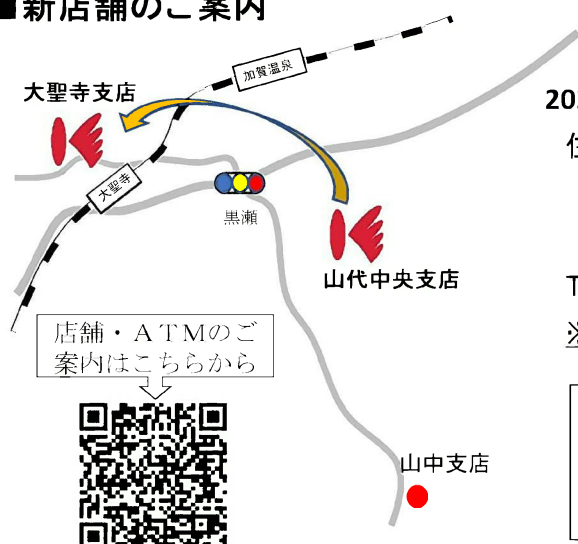 ■新店舗のご案内
加賀温泉
大聖寺支店
大聖寺
黒瀬
山代中央支店
店舗・ＡＴＭのご
案内はこちらから
山中支店
202
T
※